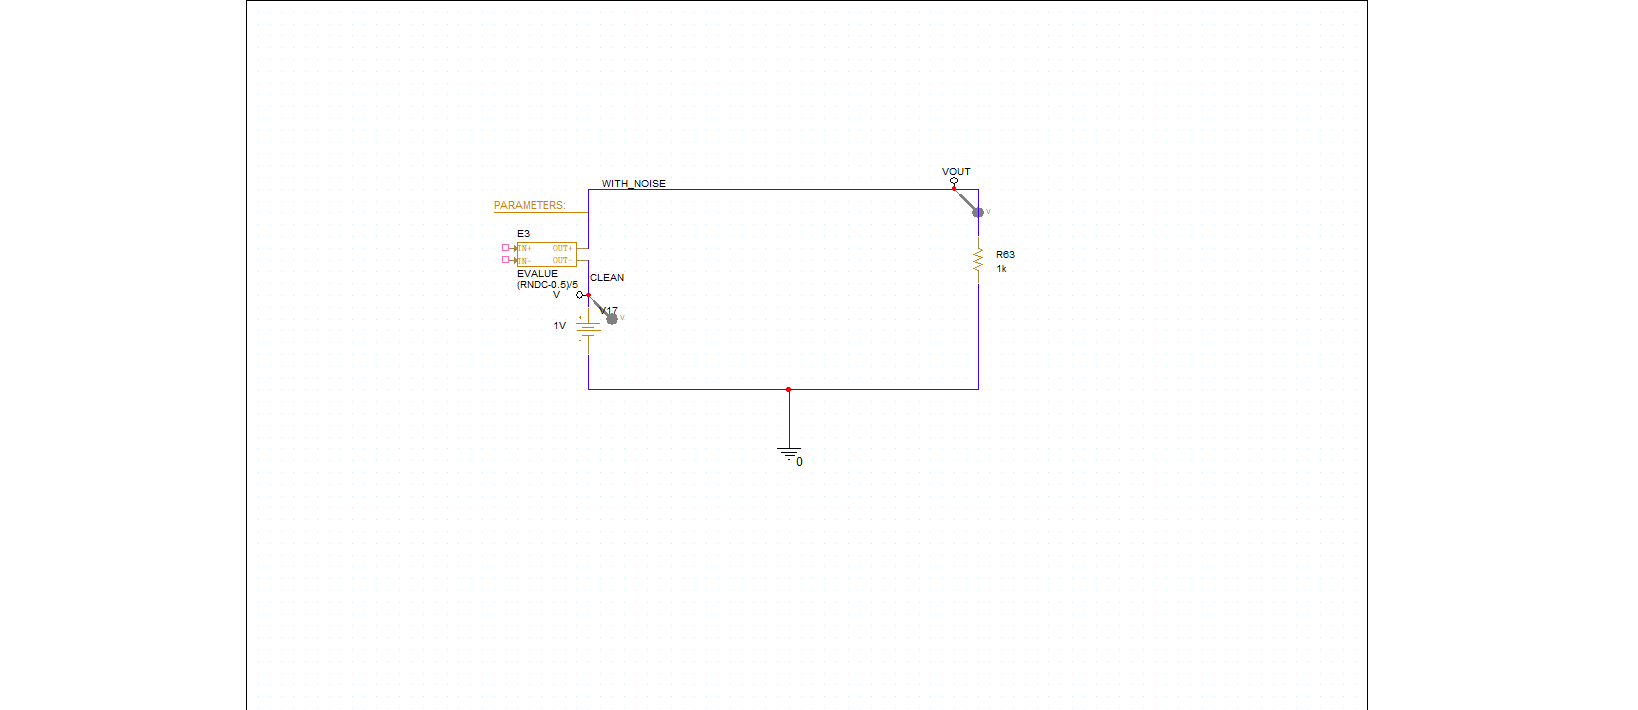 VOUT
WITH_NOISE
PARAMETERS:
V
E3
IN+ OUT+
IN- OUT-
R63
1k
EVALUE
(RNDC-0.5)/5
CLEAN
V
V17
V
1V
0